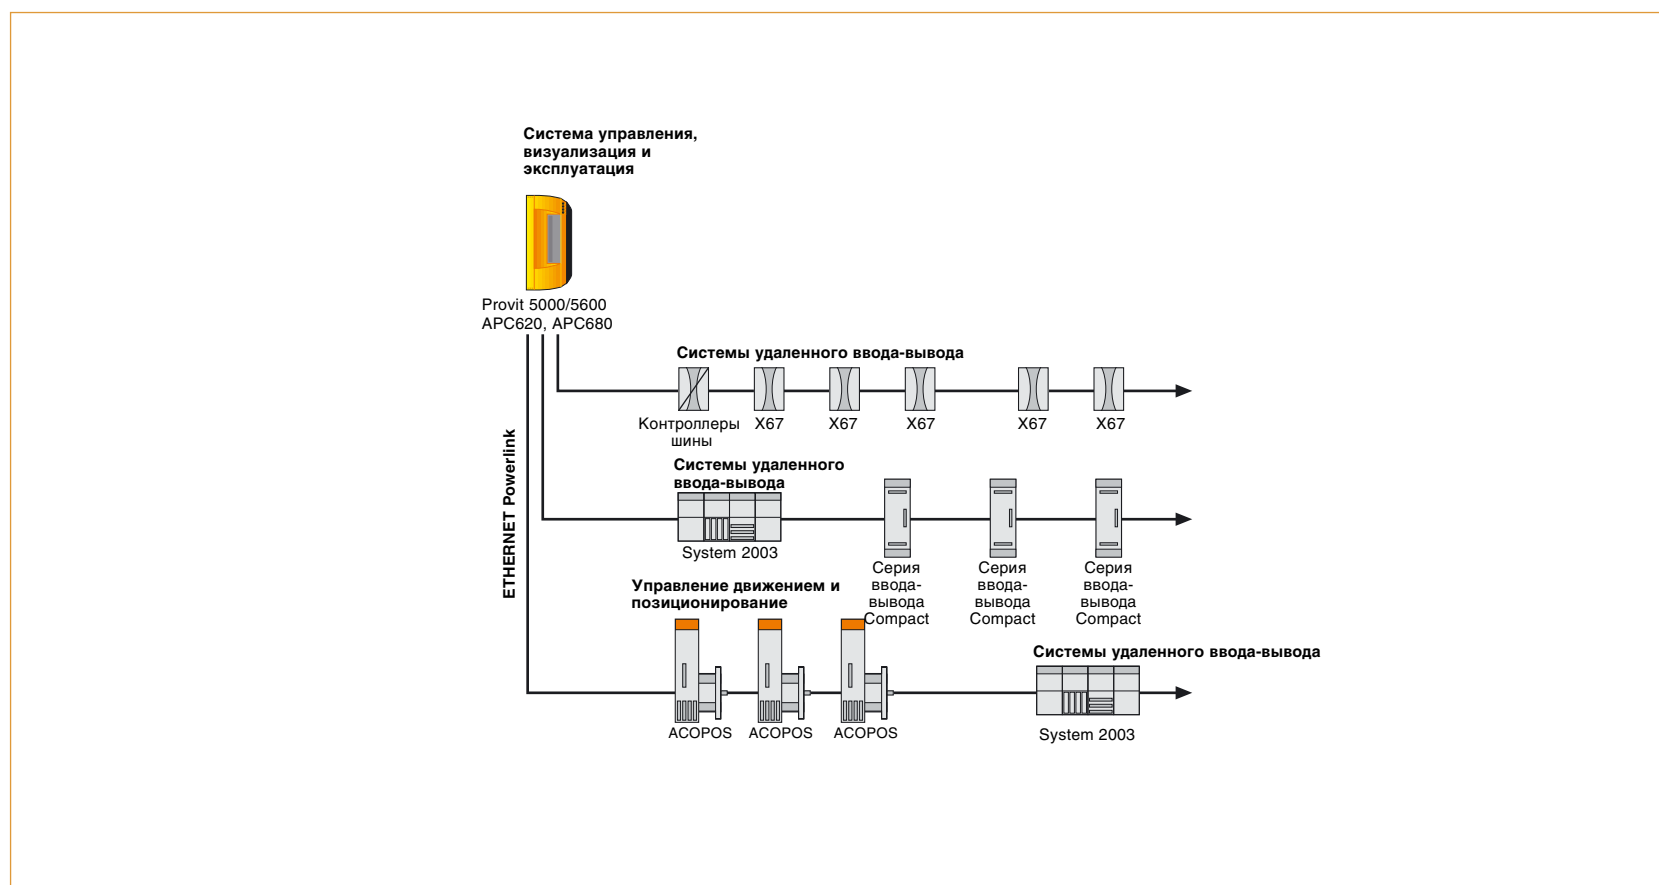 Система управления,
визуализация и
эксплуатация
Provit 5000/5600
APC620, APC680
ETHERNET Powerlink
Системы удаленного ввода-вывода
Контроллеры
шины
X67
X67
X67
X67
X67
Системы удаленного
ввода-вывода
System 2003
Серия
ввода-
вывода
Compact
Серия
ввода-
вывода
Compact
Серия
ввода-
вывода
Compact
Управление движением и
позиционирование
ACOPOS
ACOPOS
ACOPOS
Системы удаленного ввода-вывода
System 2003